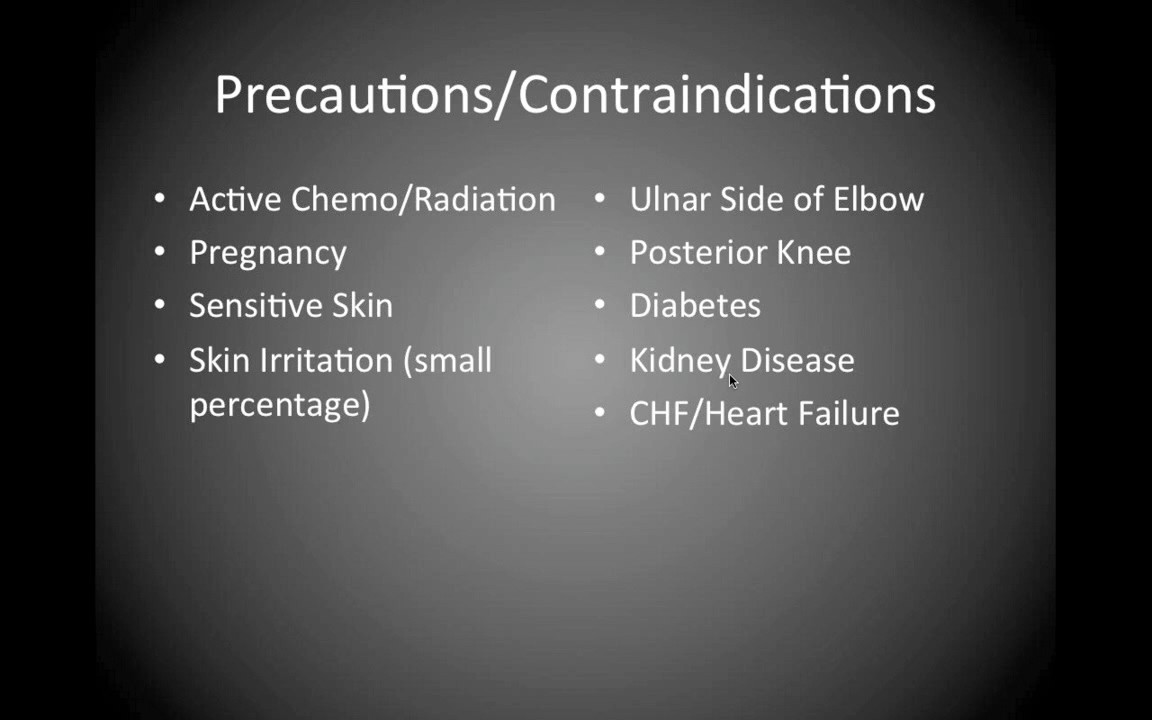 Precautions/Contraindications
• Active Chemo/Radiation
• Pregnancy
• Sensitive Skin
• Skin Irritation (small
percentage)
• Ulnar Side of Elbow
• Posterior Knee
• Diabetes
• Kidney Disease
• CHF/Heart Failure